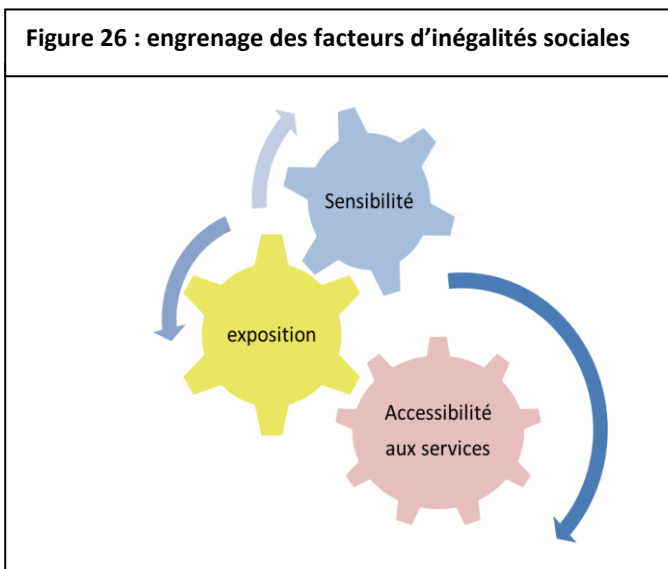 Figure 26 : engrenage des facteurs d’inégalités sociales
Sensibilité
exposition
Accessibilité
aux services